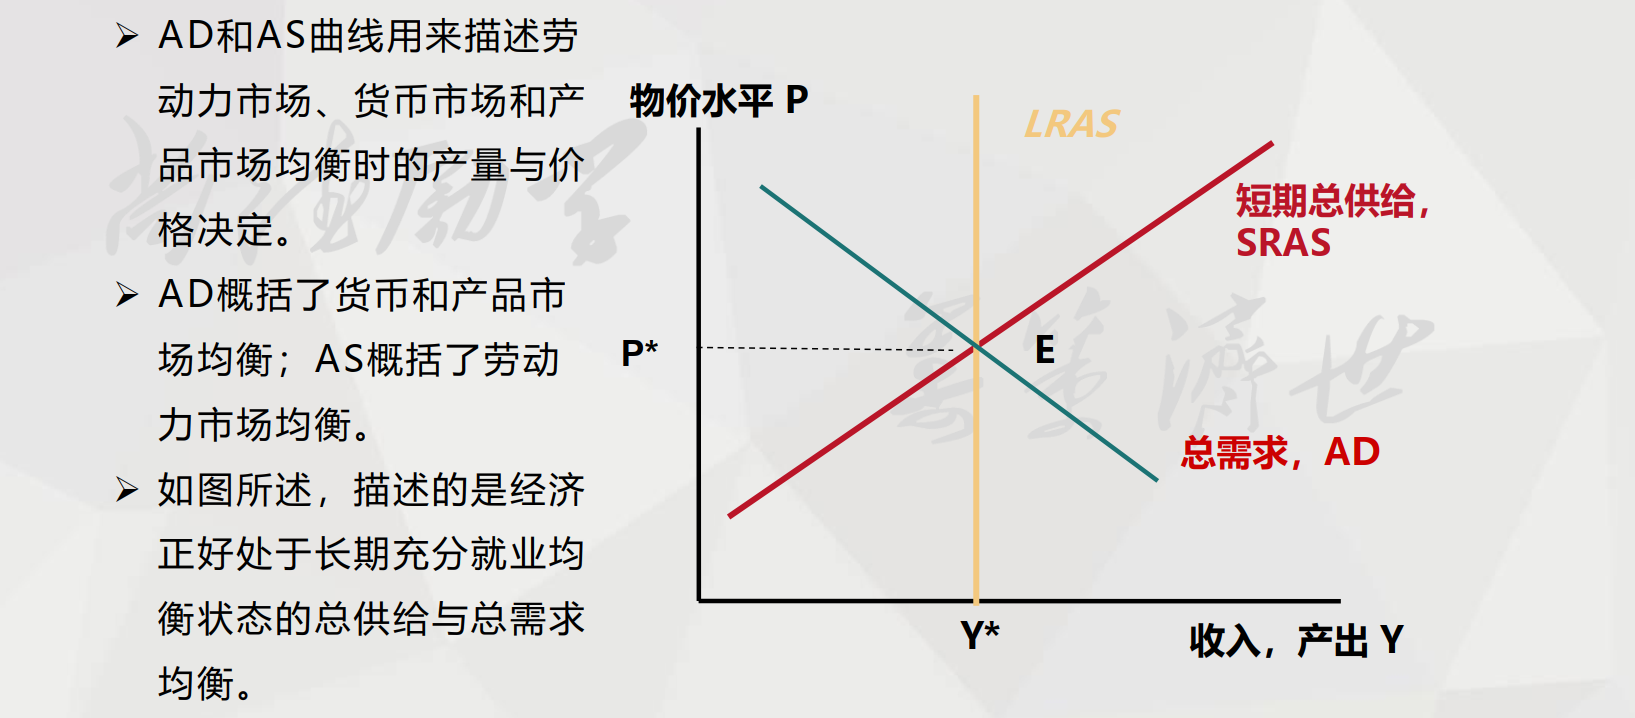 AD和AS曲线用来描述劳
动力市场、货币市场和产
品市场均衡时的产量与价
格决定。
AD概括了货币和产品市
场均衡；AS概括了劳动
力市场均衡。
如图所述，描述的是经济
正好处于长期充分就业均
衡状态的总供给与总需求
均衡。
物价水平 P
LRAS
短期总供给，
SRAS
P*
E
总需求，AD
Y*
收入，产出 Y